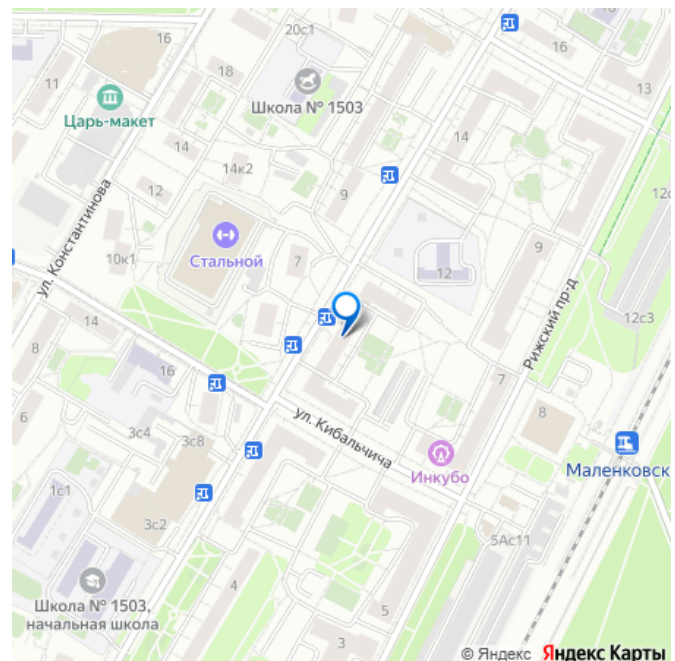 16
20с1
16
11
18
Школа № 1503
13
Царь-макет
14
14
14к2
12
9
12с
ул. Константинова
Стальной
7
9
10к1
12
Рижский пр-д
12с3
14
8
16
7
ул. Кибальчича
8
6
3с4
3с8
Инкубо
Маленковск
1с1
3с2
5Ас11
4
Школа № 1503,
начальная школа
5
3
© Яндекс Яндекс Карты